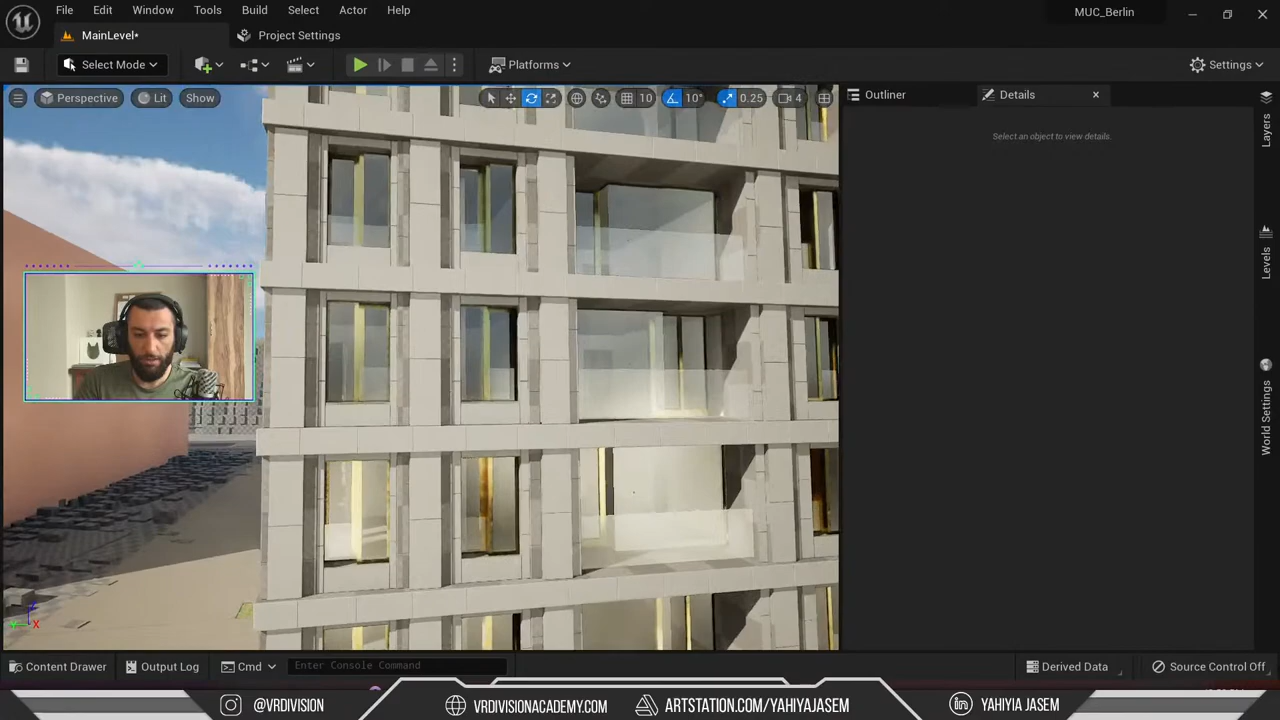 File Edit Window Tools Build Select Actor Help
MUC_Berlin
MainLevel* Project Settings
Select Mode Platforms Settings
Perspective Lit Show 10 10° 0.25 4 Outliner Details
Select an object to view details.
Layers
Levels
World Settings
Content Drawer Output Log Cmd Enter Console Command Derived Data Source Control Off
@VRDIVISION VRDIVISIONACADEMY.COM ARTSTATION.COM/YAHIYAJASEM YAHIYIA JASEM